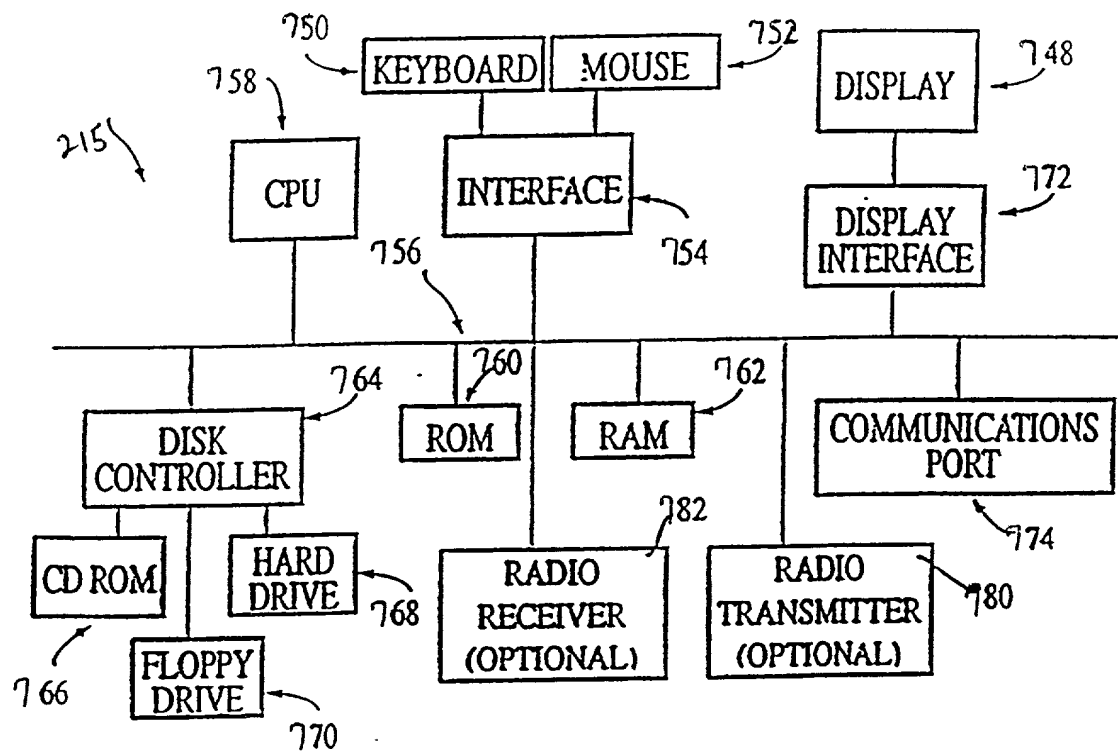 750
KEYBOARD
MOUSE
752
758
DISPLAY
748
215
CPU
INTERFACE
772
DISPLAY
INTERFACE
756
754
764
760
762
DISK
CONTROLLER
ROM
RAM
COMMUNICATIONS
PORT
782
774
CD ROM
HARD
DRIVE
768
RADIO
RECEIVER
(OPTIONAL)
RADIO
TRANSMITTER
(OPTIONAL)
780
766
FLOPPY
DRIVE
770